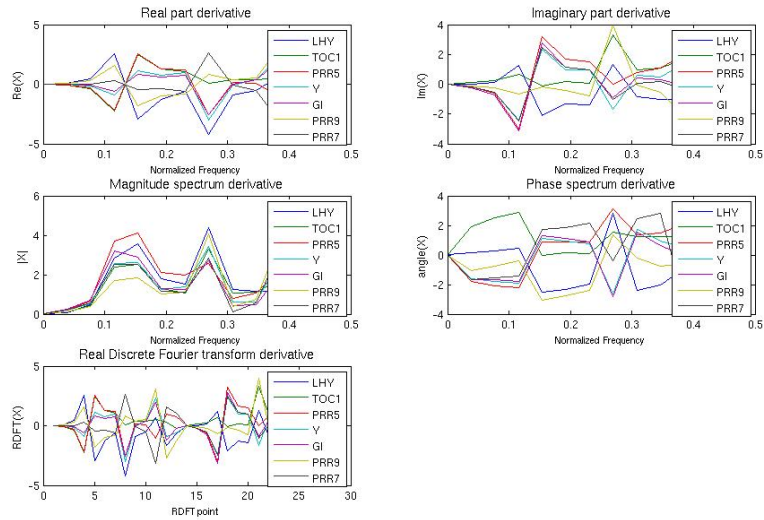 Real part derivative
5
0
-5
0
0.1
0.2
0.3
0.4
0.5
Re(X)
Normalized Frequency
LHY
TOC1
PRR5
Y
GI
PRR9
PRR7
Imaginary part derivative
4
2
0
-2
-4
0
0.1
0.2
0.3
0.4
0.5
Im(X)
Normalized Frequency
LHY
TOC1
PRR5
Y
GI
PRR9
PRR7
Magnitude spectrum derivative
6
4
2
0
0
0.1
0.2
0.3
0.4
0.5
|X|
Normalized Frequency
LHY
TOC1
PRR5
Y
GI
PRR9
PRR7
Phase spectrum derivative
4
2
0
-2
-4
0
0.1
0.2
0.3
0.4
0.5
angle(X)
Normalized Frequency
LHY
TOC1
PRR5
Y
GI
PRR9
PRR7
Real Discrete Fourier transform derivative
5
0
-5
0
5
10
15
20
25
30
RDFT(X)
RDFT point
LHY
TOC1
PRR5
Y
GI
PRR9
PRR7